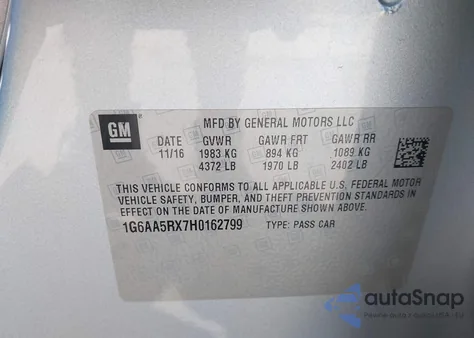 GM
MFD BY GENERAL MOTORS LLC
DATE GVWR GAWR FRT GAWR RR
11/16 1983 KG 894 KG 1089 KG
4372 LB 1970 LB 2402 LB
THIS VEHICLE CONFORMS TO ALL APPLICABLE U.S. FEDERAL MOTOR
VEHICLE SAFETY, BUMPER, AND THEFT PREVENTION STANDARDS IN
EFFECT ON THE DATE OF MANUFACTURE SHOWN ABOVE.
1G6AA5RX7H0162799 TYPE: PASS CAR
autoSnap